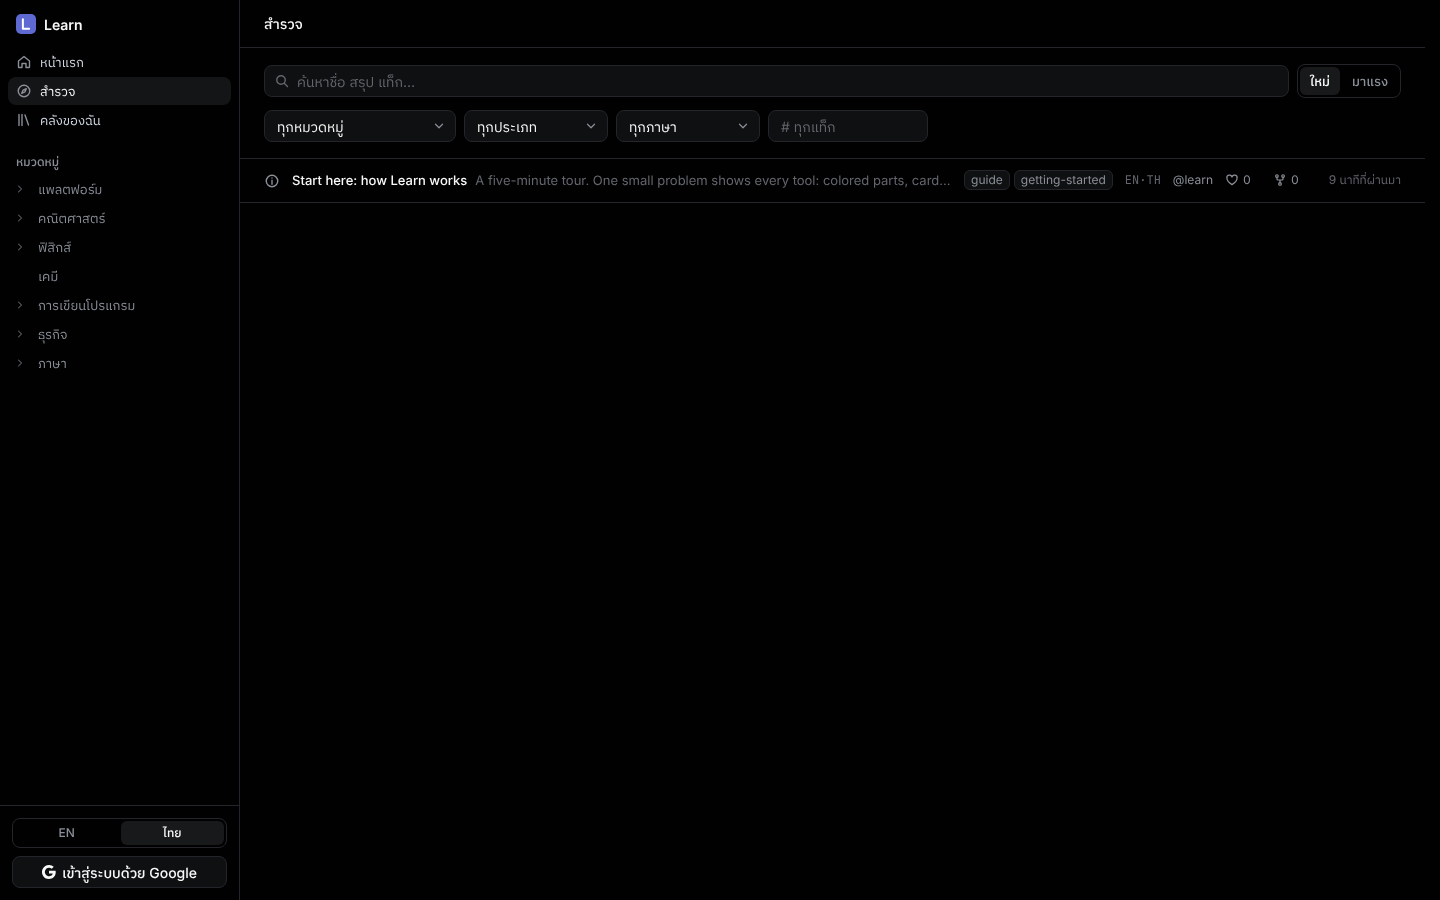 Learn
หน้าแรก
สำรวจ
คลังของฉัน
หมวดหมู่
แพลตฟอร์ม
คณิตศาสตร์
ฟิสิกส์
เคมี
การเขียนโปรแกรม
ธุรกิจ
ภาษา
EN
ไทย
เข้าสู่ระบบด้วย Google
สำรวจ
ค้นหาชื่อ สรุป แท็ก...
ใหม่ มาแรง
ทุกหมวดหมู่ ทุกประเภท ทุกภาษา # ทุกแท็ก
Start here: how Learn works A five-minute tour. One small problem shows every tool: colored parts, card... guide getting-started EN·TH @learn 0 0 9 นาทีที่ผ่านมา